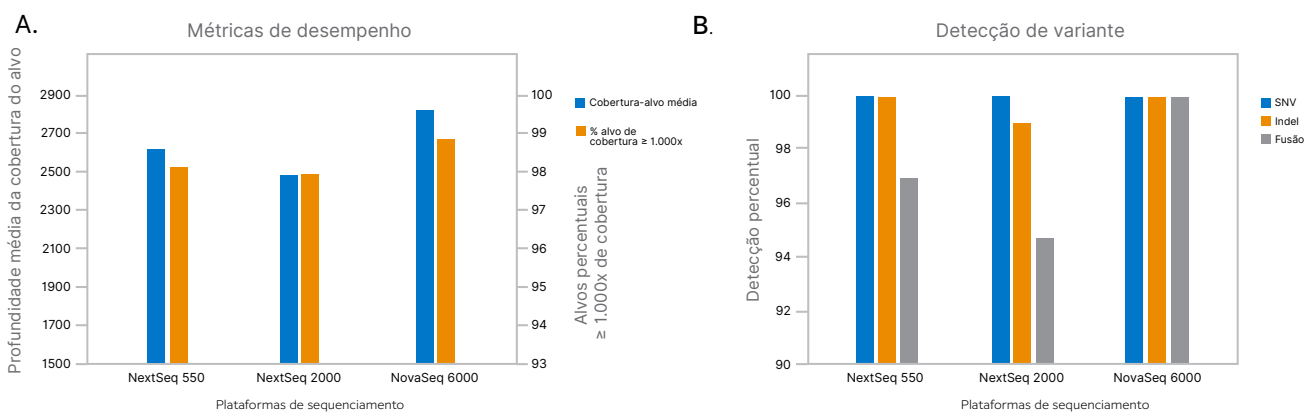 A.
Métricas de desempenho
Profundidade média da cobertura do alvo
2900
2700
2500
2300
2100
1900
1700
1500
100
99
98
97
96
95
94
93
Alvos percentuais
≥ 1.000x de cobertura
Cobertura-alvo média
% alvo de
cobertura ≥ 1.000x
NextSeq 550
NextSeq 2000
NovaSeq 6000
Plataformas de sequenciamento
B.
Detecção de variante
Detecção percentual
100
98
96
94
92
90
SNV
Indel
Fusão
NextSeq 550
NextSeq 2000
NovaSeq 6000
Plataformas de sequenciamento